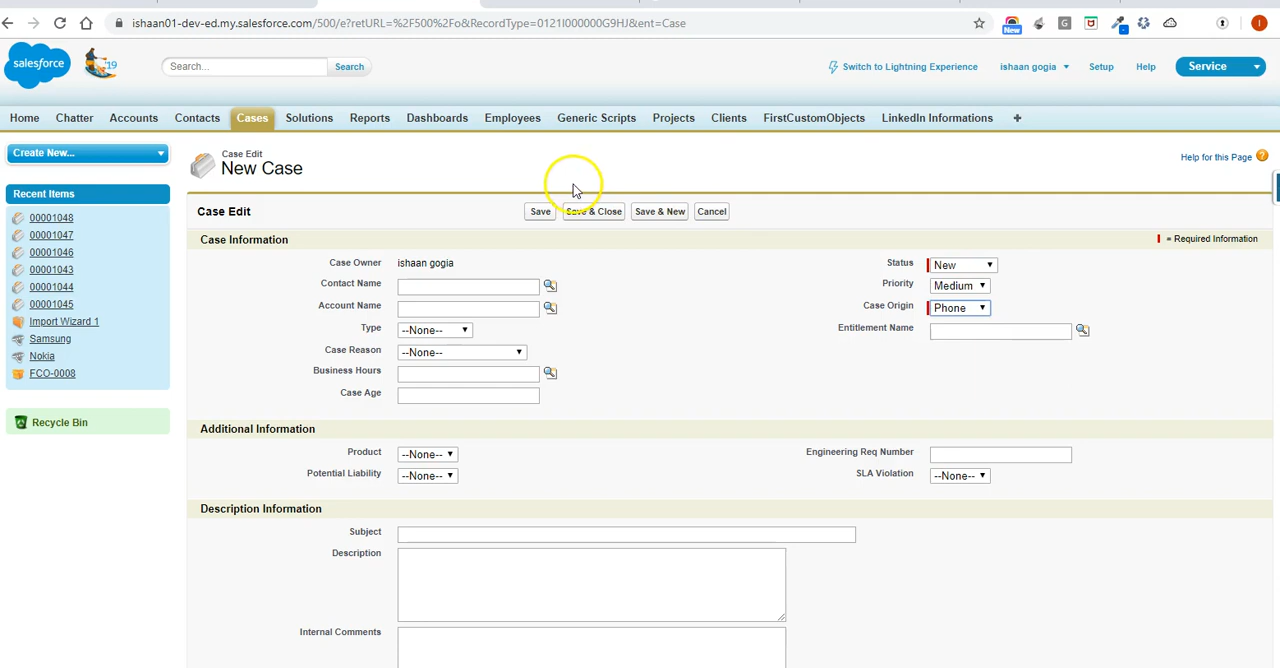 ishaan01-dev-ed.my.salesforce.com/500/e?retURL=%2F500%2Fo&RecordType=0121I000000G9HJ&ent=Case
New
G
I
salesforce
19
Search...
Search
Switch to Lightning Experience
ishaan gogia
Setup
Help
Service
Home
Chatter
Accounts
Contacts
Cases
Solutions
Reports
Dashboards
Employees
Generic Scripts
Projects
Clients
FirstCustomObjects
LinkedIn Informations
+
Create New...
Recent Items
00001048
00001047
00001046
00001043
00001044
00001045
Import Wizard 1
Samsung
Nokia
FCO-0008
Recycle Bin
Case Edit
New Case
Help for this Page ?
Case Edit
Save
Save & Close
Save & New
Cancel
Case Information
= Required Information
Case Owner
ishaan gogia
Status
New
Contact Name
Priority
Medium
Account Name
Case Origin
Phone
Type
--None--
Entitlement Name
Case Reason
--None--
Business Hours
Case Age
Additional Information
Product
--None--
Engineering Req Number
Potential Liability
--None--
SLA Violation
--None--
Description Information
Subject
Description
Internal Comments